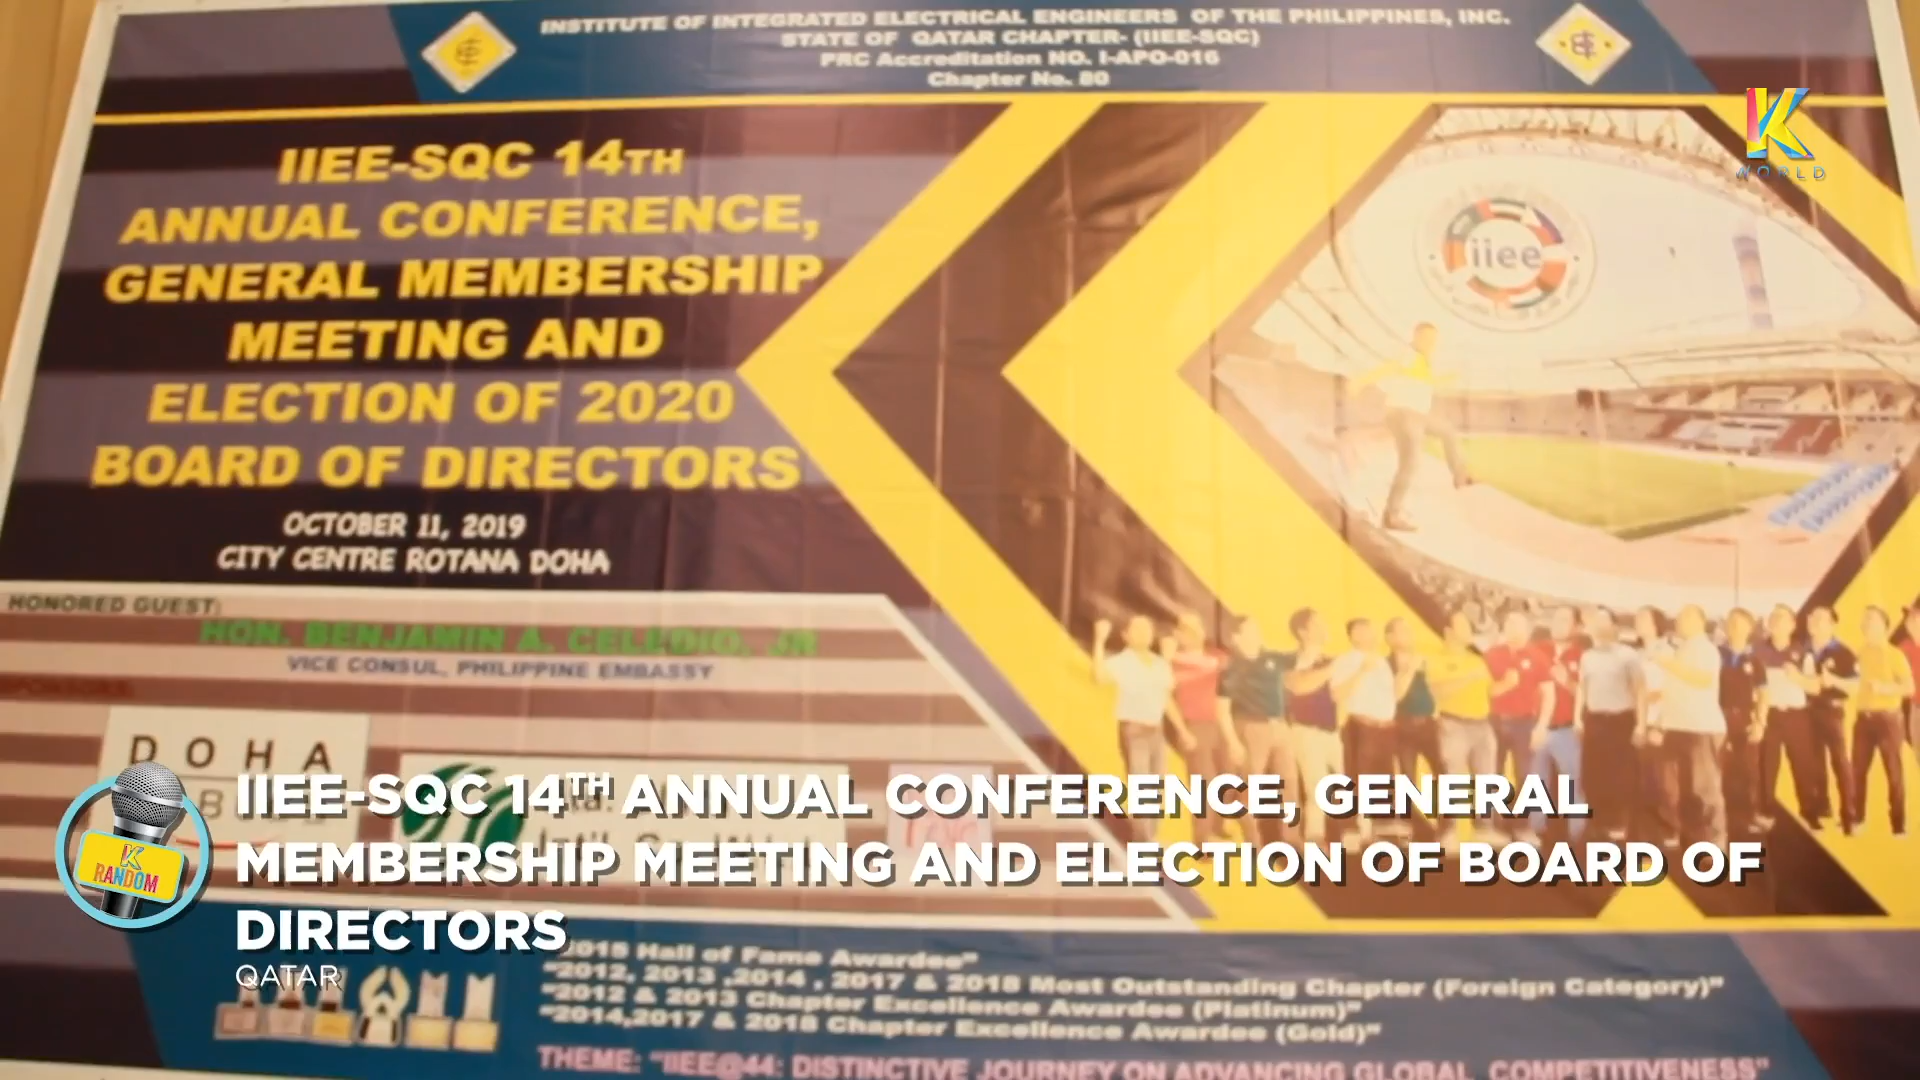 INSTITUTE OF INTEGRATED ELECTRICAL ENGINEERS OF THE PHILIPPINES, INC.
STATE OF QATAR CHAPTER- (IIEE-SQC)
PRC Accreditation NO. I-APO-016
Chapter No. 80
K
WORLD
IIEE-SQC 14TH
ANNUAL CONFERENCE,
GENERAL MEMBERSHIP
MEETING AND
ELECTION OF 2020
BOARD OF DIRECTORS
iiee
OCTOBER 11, 2019
CITY CENTRE ROTANA DOHA
HONORED GUEST:
HON. BENJAMIN A. CELEDIO, JR
VICE CONSUL, PHILIPPINE EMBASSY
DOHA
IIEE-SQC 14TH ANNUAL CONFERENCE, GENERAL
MEMBERSHIP MEETING AND ELECTION OF BOARD OF
DIRECTORS
QATAR
K
RANDOM
2015 Hall of Fame Awardee"
"2012, 2013 ,2014 , 2017 & 2018 Most Outstanding Chapter (Foreign Category)"
"2012 & 2013 Chapter Excellence Awardee (Platinum)"
"2014,2017 & 2018 Chapter Excellence Awardee (Gold)"
THEME: "IIEE@44: DISTINCTIVE JOURNEY ON ADVANCING GLOBAL COMPETITIVENESS"